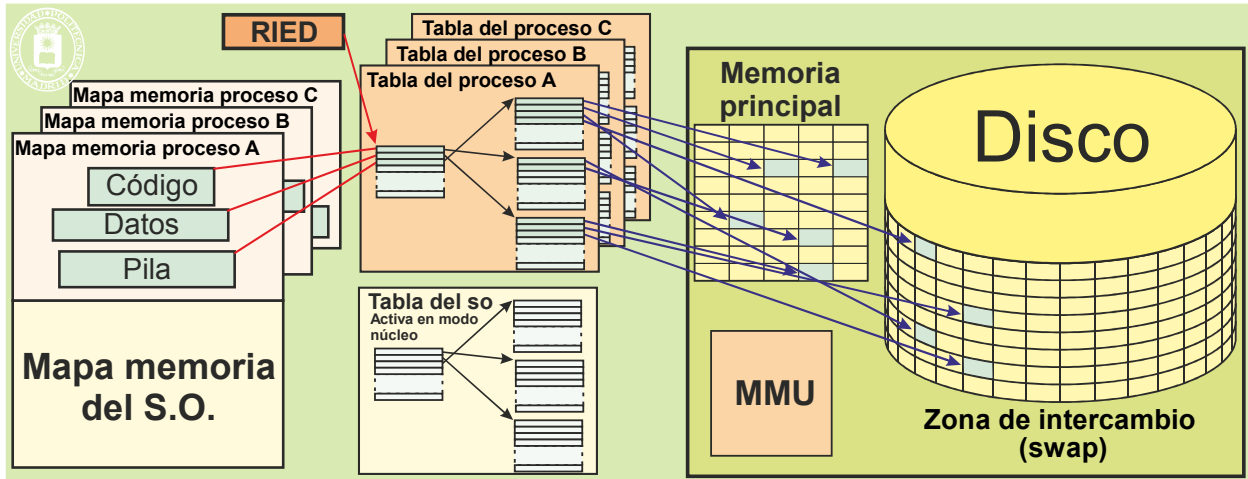 RIED
Tabla del proceso C
Tabla del proceso B
Tabla del proceso A
Mapa memoria proceso C
Mapa memoria proceso B
Mapa memoria proceso A
Código
Datos
Pila
Mapa memoria
del S.O.
Tabla del so
Activa en modo
núcleo
Memoria
principal
Disco
MMU
Zona de intercambio
(swap)